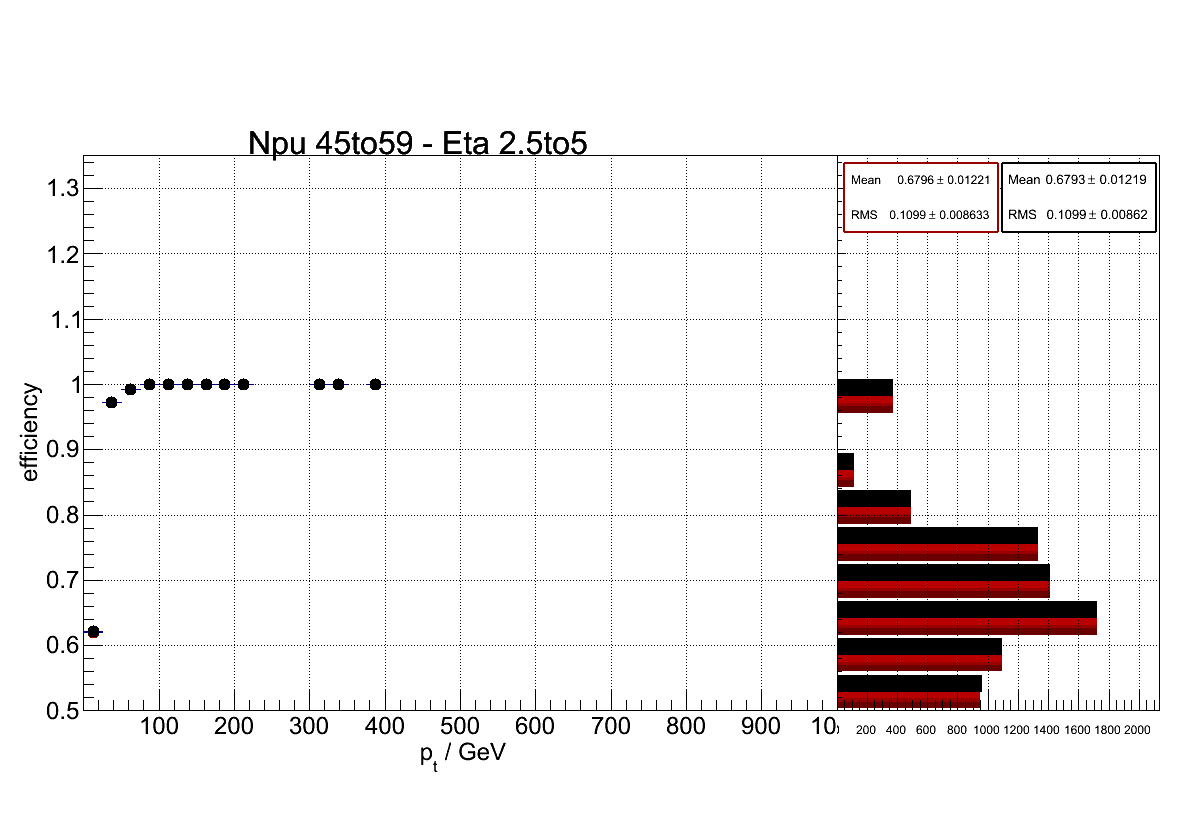 Npu 45to59 - Eta 2.5to5
Mean 0.6796 ± 0.01221
RMS 0.1099 ± 0.008633
Mean 0.6793 ± 0.01219
RMS 0.1099 ± 0.00862
efficiency
1.3
1.2
1.1
1
0.9
0.8
0.7
0.6
0.5
100 200 300 400 500 600 700 800 900
200 400 600 800 1000 1200 1400 1600 1800 2000
pt / GeV